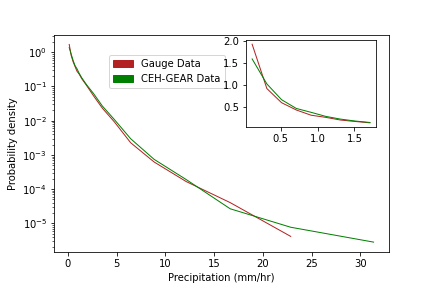 10⁰
10⁻¹
10⁻²
10⁻³
10⁻⁴
10⁻⁵
Probability density
0 5 10 15 20 25 30
Precipitation (mm/hr)
Gauge Data
CEH-GEAR Data
2.0
1.5
1.0
0.5
0.5 1.0 1.5